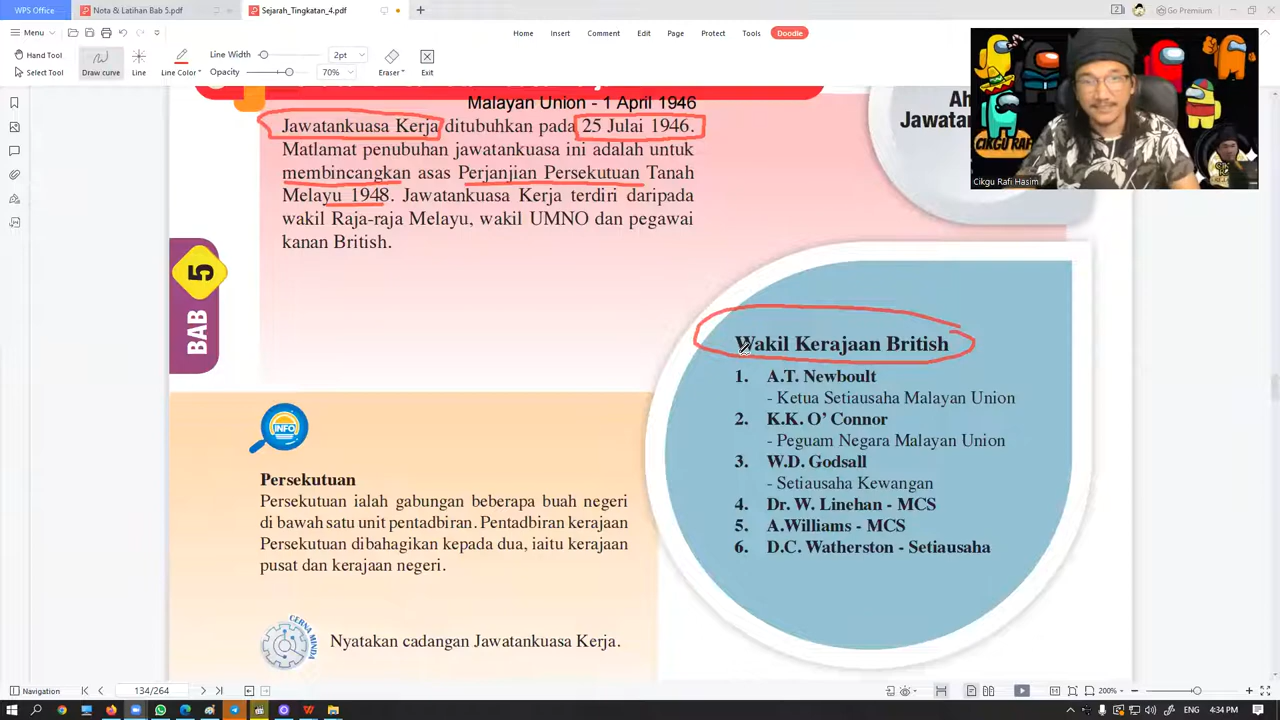 WPS Office
Nota & Latihan Bab 5.pdf
Sejarah_Tingkatan_4.pdf
Go Premium
Menu
Home
Insert
Comment
Edit
Page
Protect
Tools
Doodle
Hand Tool
Select Tool
Draw curve
Line
Line Color
Line Width
2pt
Opacity
70%
Eraser
Exit
Malayan Union - 1 April 1946
Jawatankuasa Kerja ditubuhkan pada 25 Julai 1946.
Matlamat penubuhan jawatankuasa ini adalah untuk
membincangkan asas Perjanjian Persekutuan Tanah
Melayu 1948. Jawatankuasa Kerja terdiri daripada
wakil Raja-raja Melayu, wakil UMNO dan pegawai
kanan British.
Ah
Jawatan
CIKGU RAFI
Cikgu Rafi Hasim
BAB 5
Wakil Kerajaan British
1. A.T. Newboult
- Ketua Setiausaha Malayan Union
2. K.K. O’ Connor
- Peguam Negara Malayan Union
3. W.D. Godsall
- Setiausaha Kewangan
4. Dr. W. Linehan - MCS
5. A.Williams - MCS
6. D.C. Watherston - Setiausaha
INFO
Persekutuan
Persekutuan ialah gabungan beberapa buah negeri
di bawah satu unit pentadbiran. Pentadbiran kerajaan
Persekutuan dibahagikan kepada dua, iaitu kerajaan
pusat dan kerajaan negeri.
CERNA MINDA
Nyatakan cadangan Jawatankuasa Kerja.
Navigation
134/264
200%
4:34 PM